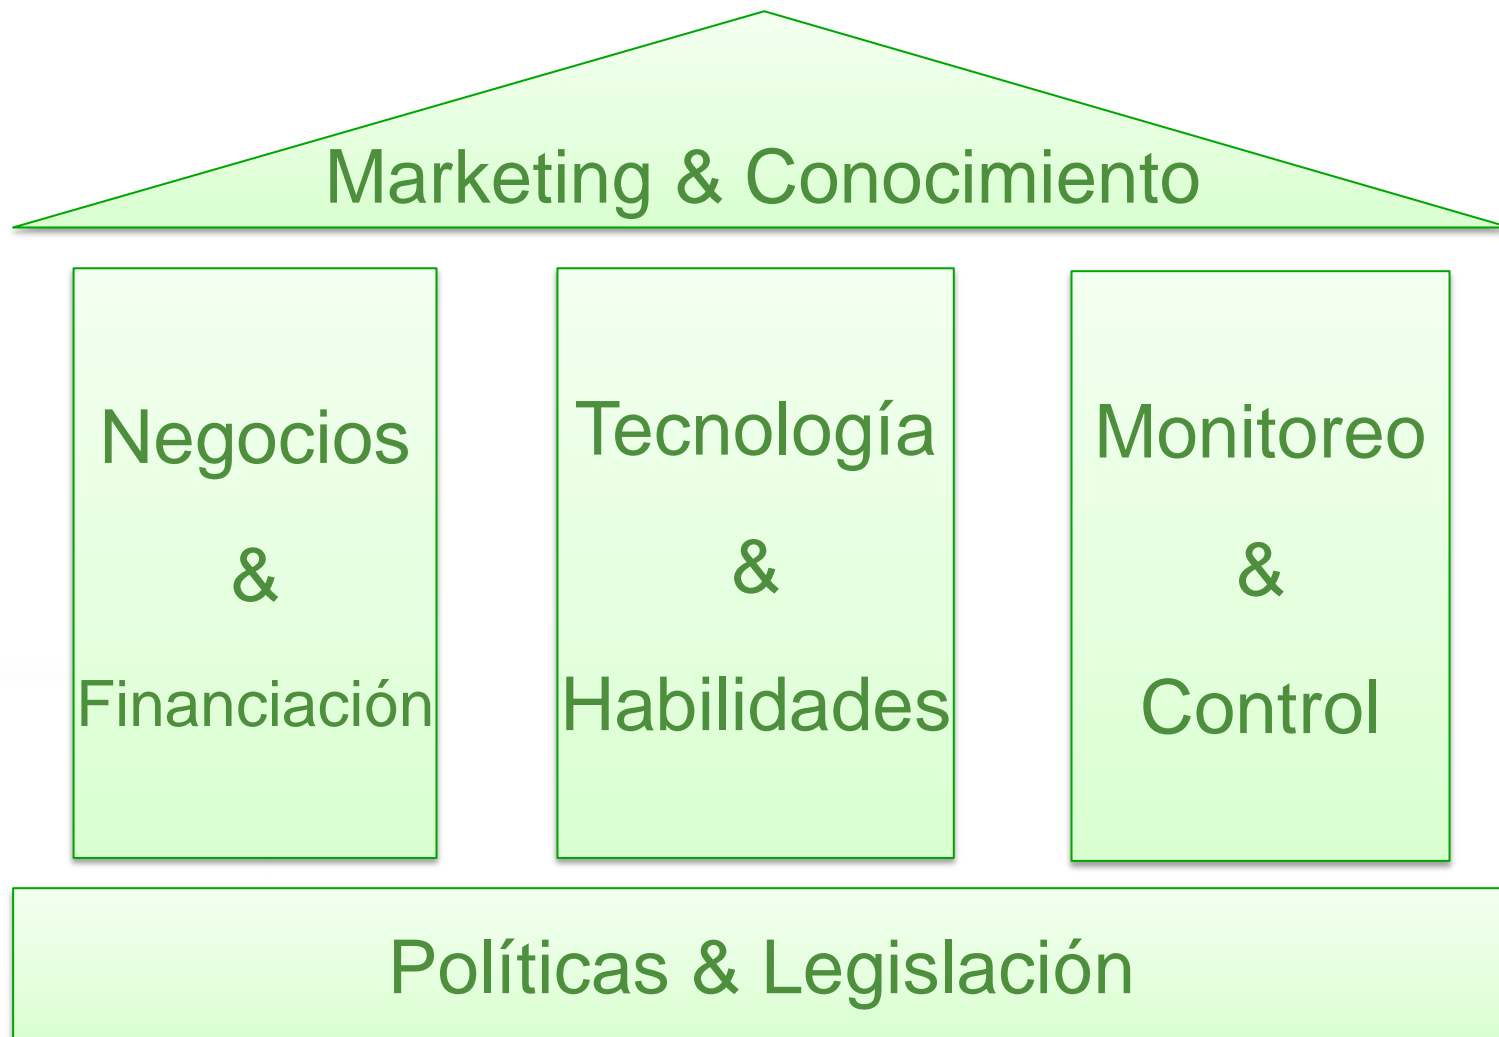 Marketing & Conocimiento
Negocios
&
Financiación
Tecnología
&
Habilidades
Monitoreo
&
Control
Políticas & Legislación